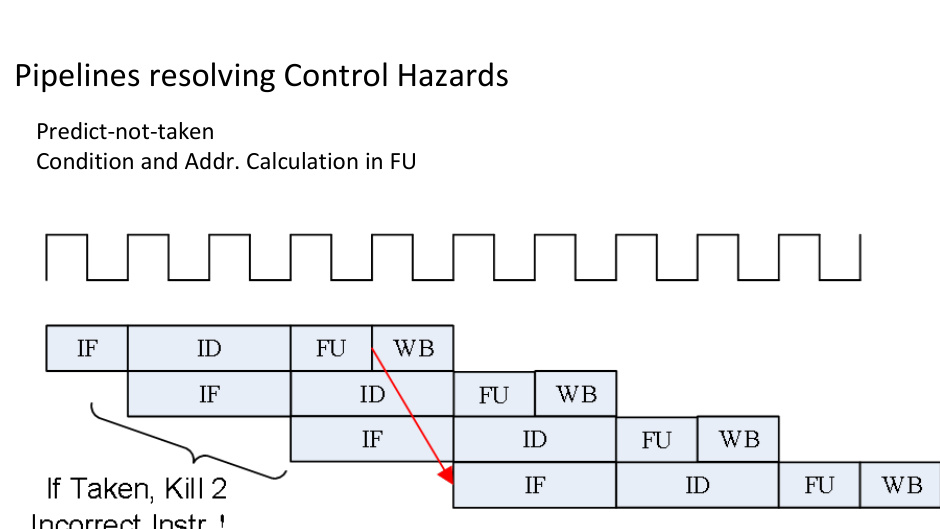 Pipelines resolving Control Hazards
Predict-not-taken
Condition and Addr. Calculation in FU
IF ID FU WB
IF ID FU WB
IF ID FU WB
IF ID FU WB
If Taken, Kill 2
Incorrect Instr.!